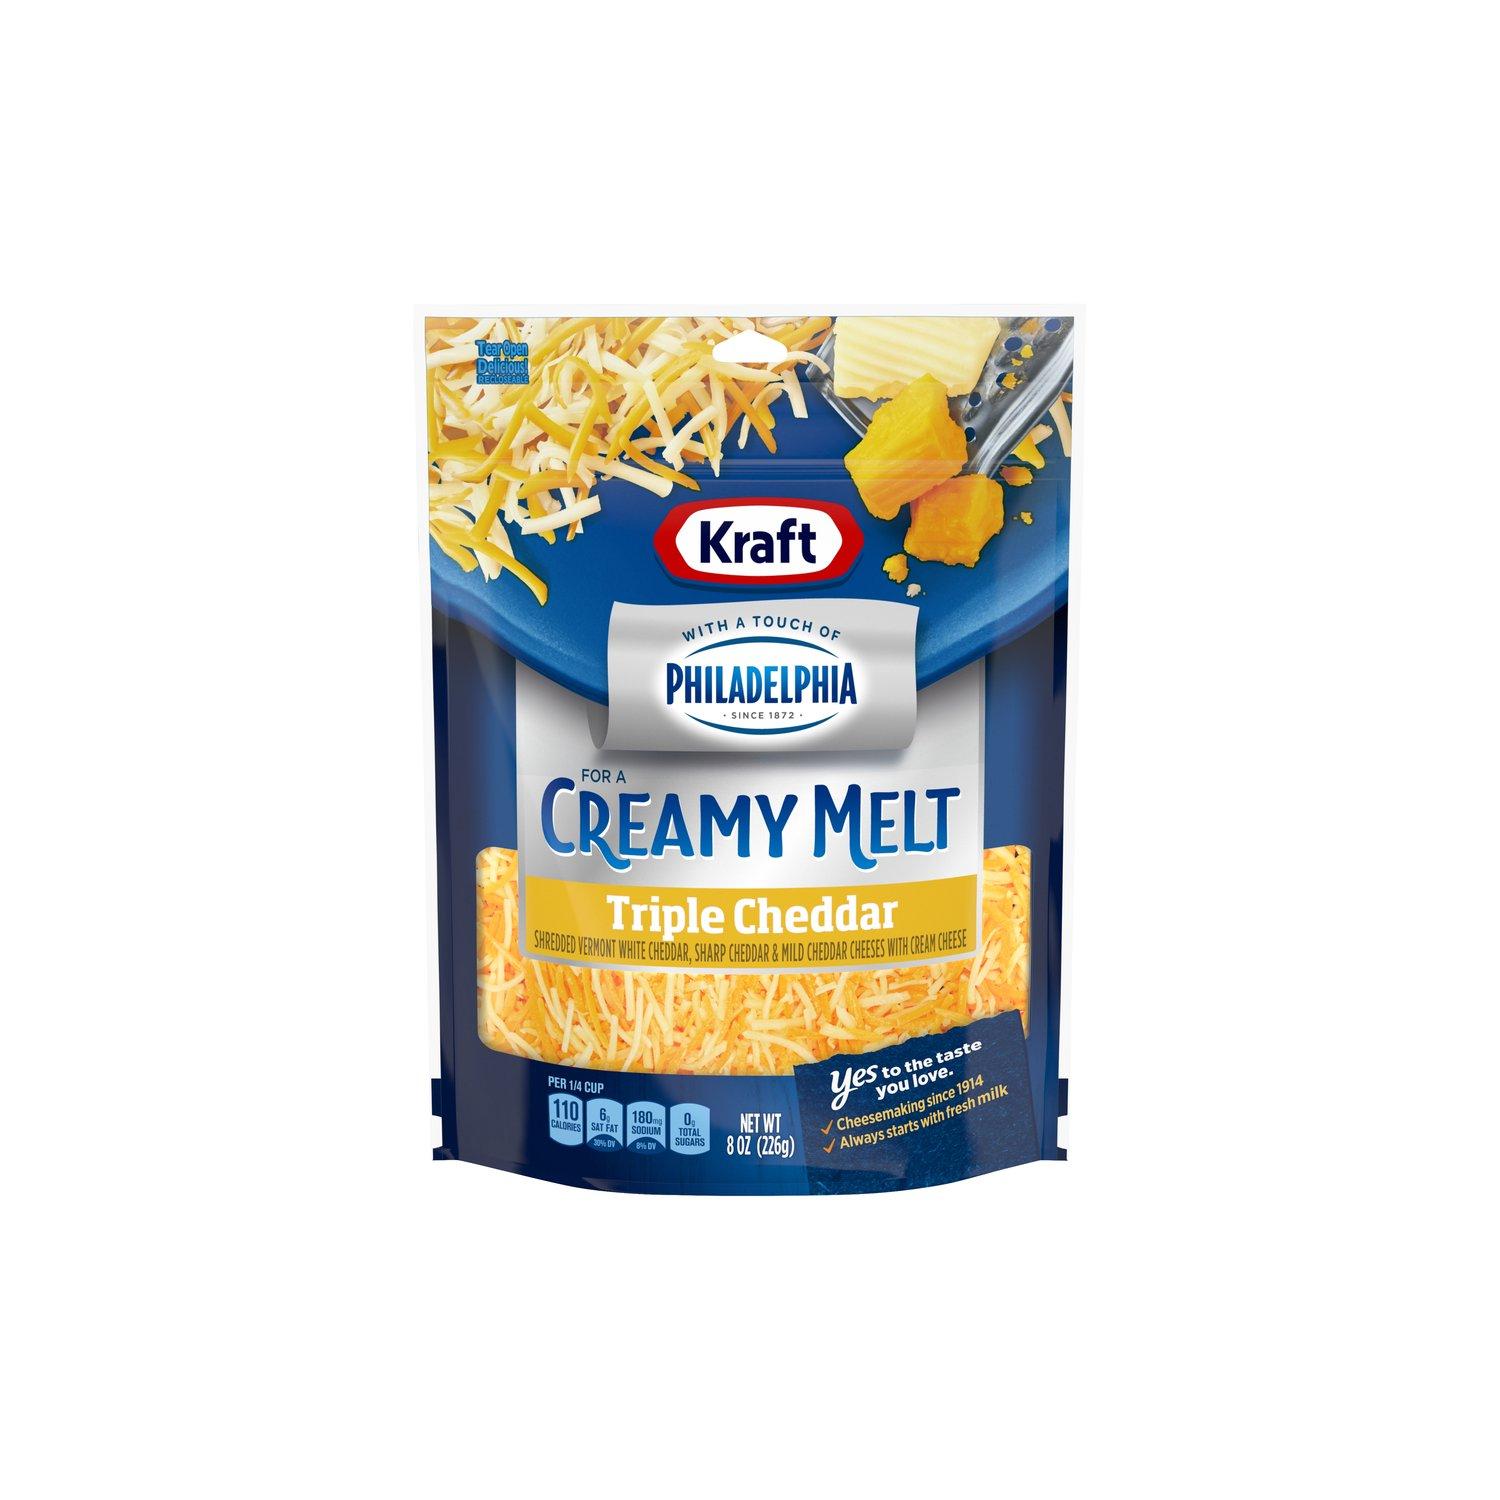 Tear Open
Delicious!
RECLOSEABLE
Kraft
WITH A TOUCH OF
PHILADELPHIA
• SINCE 1872 •
FOR A
CREAMY MELT
Triple Cheddar
SHREDDED VERMONT WHITE CHEDDAR, SHARP CHEDDAR & MILD CHEDDAR CHEESES WITH CREAM CHEESE
yes to the taste
you love.
✓ Cheesemaking since 1914
✓ Always starts with fresh milk
PER 1/4 CUP
110
CALORIES
6g
SAT FAT
30% DV
180mg
SODIUM
8% DV
0g
TOTAL
SUGARS
NET WT
8 OZ (226g)